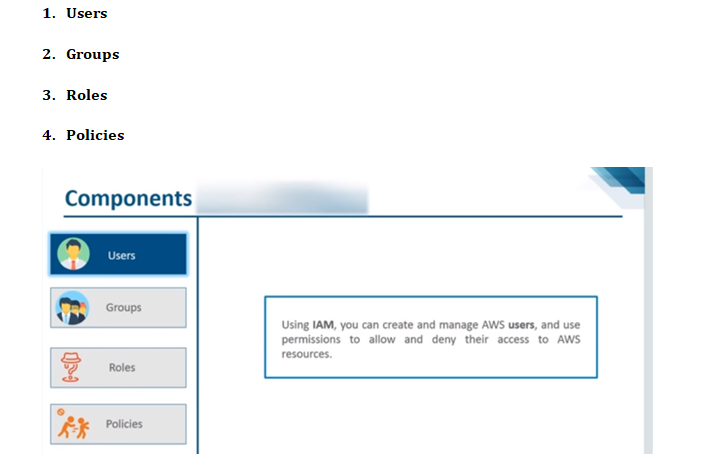 1. Users
2. Groups
3. Roles
4. Policies
Components
Users
Groups
Roles
Policies
Using IAM, you can create and manage AWS users, and use
permissions to allow and deny their access to AWS
resources.